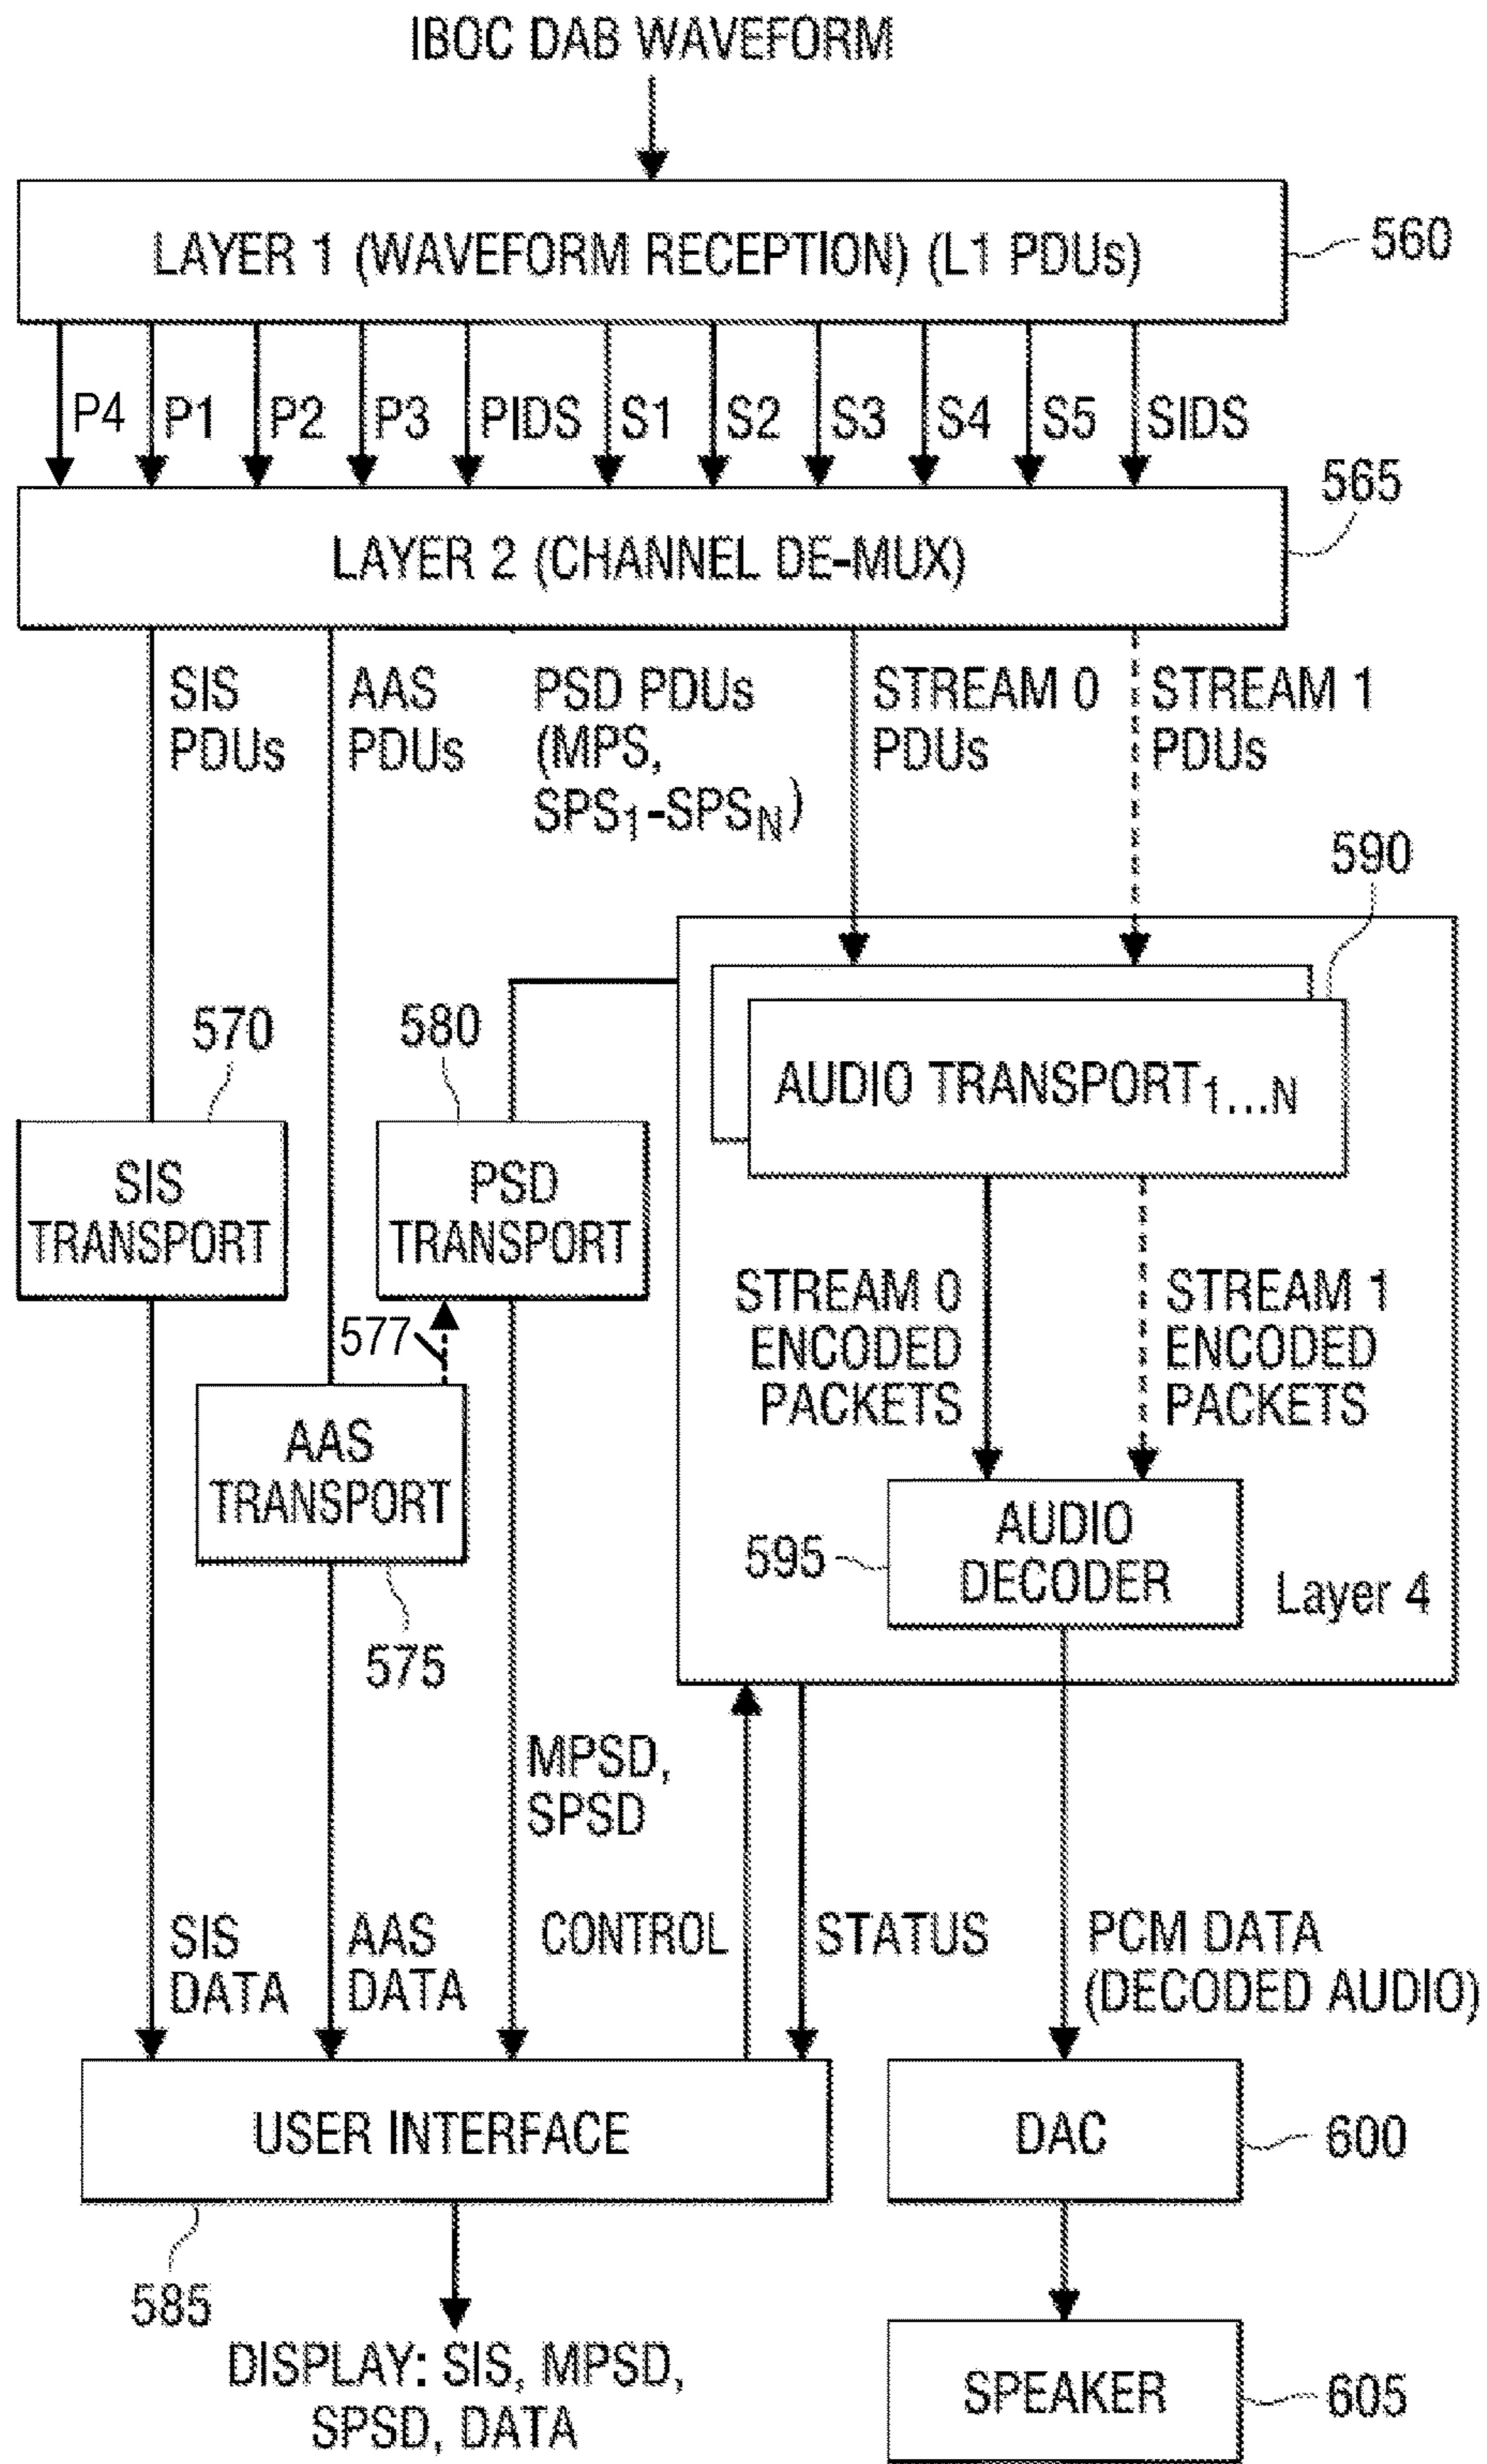 IBOC DAB WAVEFORM
LAYER 1 (WAVEFORM RECEPTION) (L1 PDUs)
560
P4
P1
P2
P3
PIDS
S1
S2
S3
S4
S5
SIDS
565
LAYER 2 (CHANNEL DE-MUX)
SIS
PDUs
AAS
PDUs
PSD PDUs
(MPS,
SPS1-SPSN)
STREAM 0
PDUs
STREAM 1
PDUs
590
570
580
AUDIO TRANSPORT1...N
SIS
TRANSPORT
PSD
TRANSPORT
577
STREAM 0
ENCODED
PACKETS
STREAM 1
ENCODED
PACKETS
AAS
TRANSPORT
575
595
AUDIO
DECODER
Layer 4
MPSD,
SPSD
SIS
DATA
AAS
DATA
CONTROL
STATUS
PCM DATA
(DECODED AUDIO)
USER INTERFACE
585
DAC
600
DISPLAY: SIS, MPSD,
SPSD, DATA
SPEAKER
605